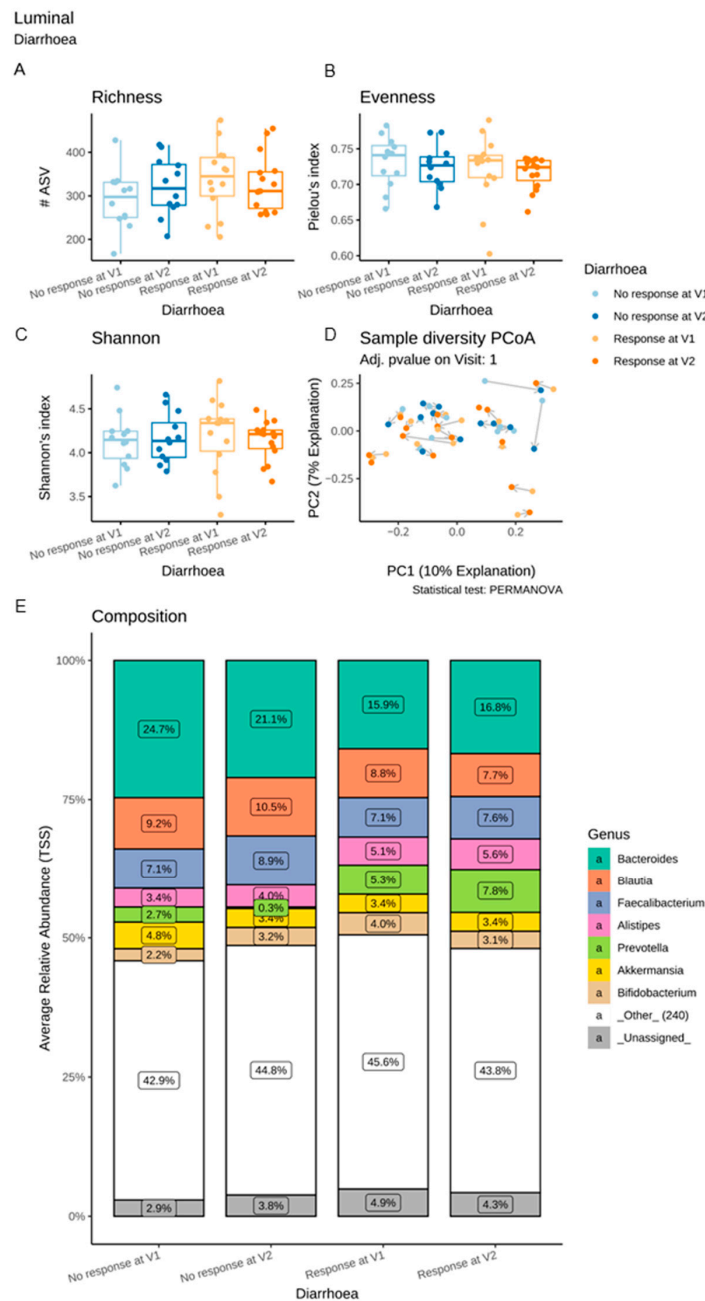 Luminal
Diarrhoea
A
Richness
# ASV
400
300
200
No response at V1
No response at V2
Response at V1
Response at V2
Diarrhoea
B
Evenness
Pielou's index
0.75
0.70
0.65
0.60
No response at V1
No response at V2
Response at V1
Response at V2
Diarrhoea
Diarrhoea
No response at V1
No response at V2
Response at V1
Response at V2
C
Shannon
Shannon's index
4.5
4.0
3.5
No response at V1
No response at V2
Response at V1
Response at V2
Diarrhoea
D
Sample diversity PCoA
Adj. pvalue on Visit: 1
PC2 (7% Explanation)
0.25
0.00
−0.25
−0.2
0.0
0.2
PC1 (10% Explanation)
Statistical test: PERMANOVA
E
Composition
Average Relative Abundance (TSS)
100%
75%
50%
25%
0%
24.7%
9.2%
7.1%
3.4%
2.7%
4.8%
2.2%
42.9%
2.9%
21.1%
10.5%
8.9%
4.0%
0.3%
3.4%
3.2%
44.8%
3.8%
15.9%
8.8%
7.1%
5.1%
5.3%
3.4%
4.0%
45.6%
4.9%
16.8%
7.7%
7.6%
5.6%
7.8%
3.4%
3.1%
43.8%
4.3%
No response at V1
No response at V2
Response at V1
Response at V2
Diarrhoea
Genus
a Bacteroides
a Blautia
a Faecalibacterium
a Alistipes
a Prevotella
a Akkermansia
a Bifidobacterium
a _Other_ (240)
a _Unassigned_